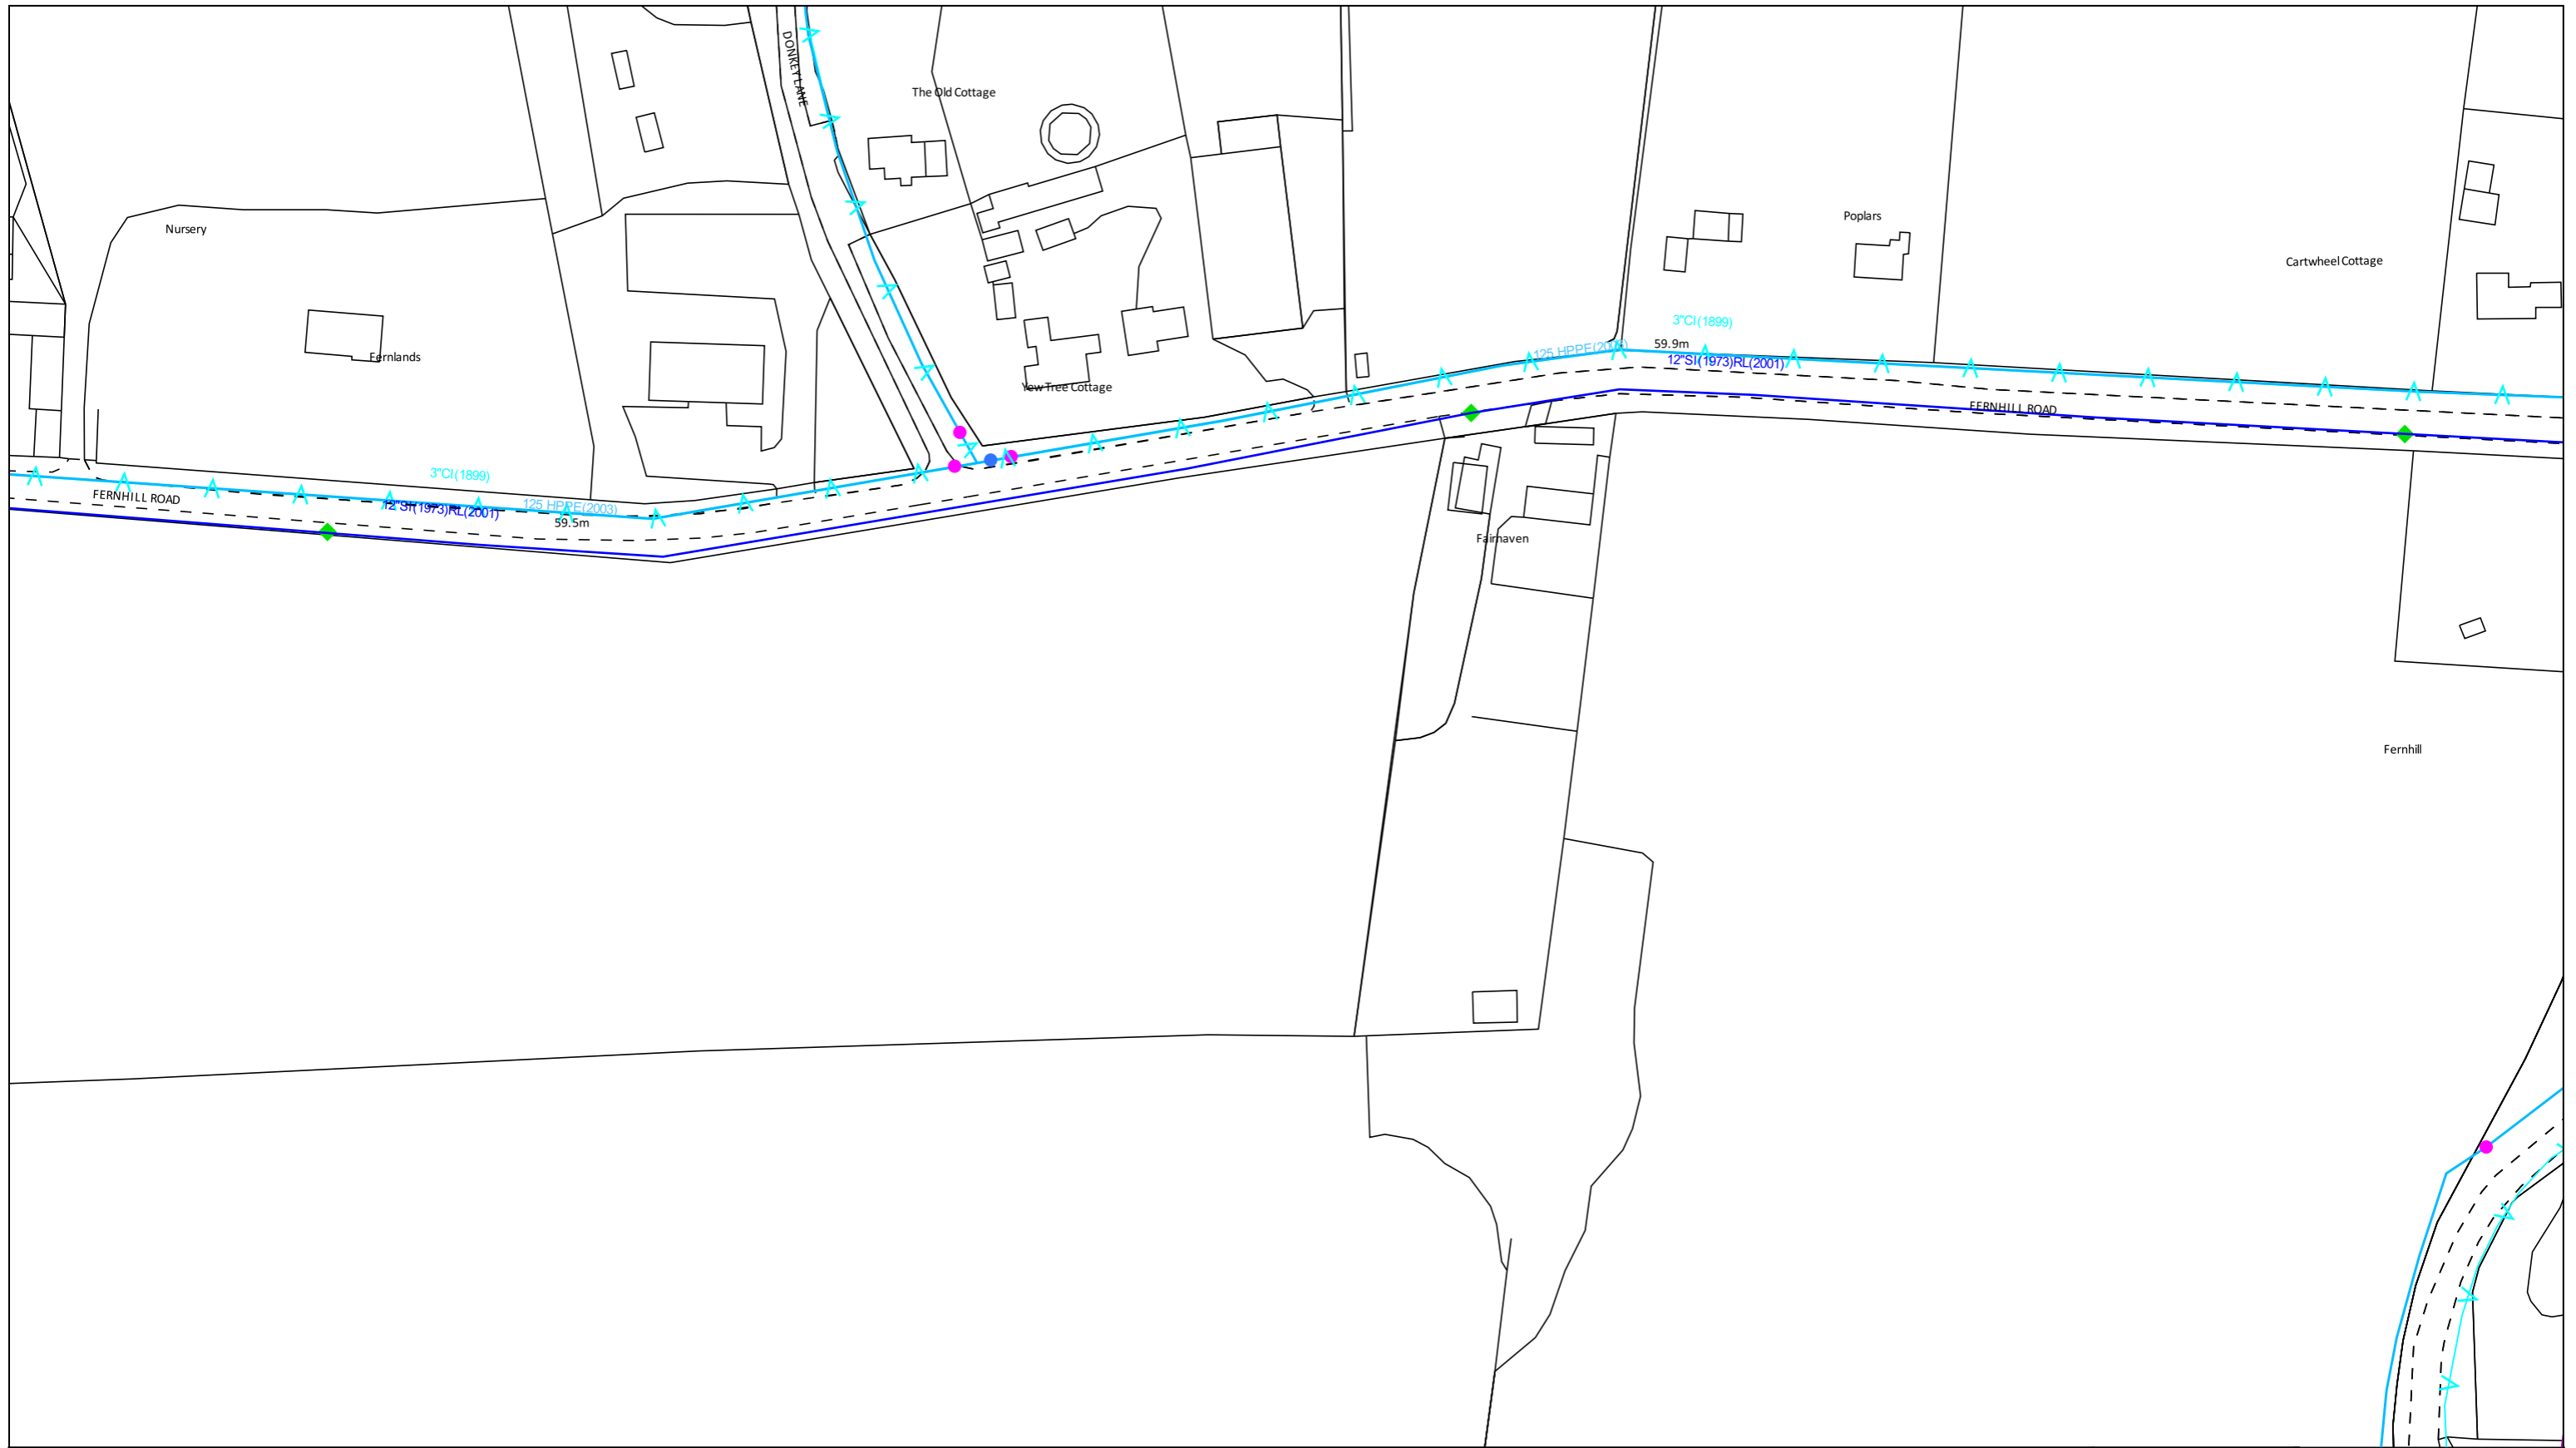 DONKEY LANE
The Old Cottage
Nursery
Poplars
Cartwheel Cottage
3"CI(1899)
59.9m
12"SI(1973)RL(2001)
125 HPPE
Fernlands
Yew Tree Cottage
FERNHILL ROAD
3"CI(1899)
FERNHILL ROAD
12"SI(1973)RL(2001)
125 HPPE(2003)
59.5m
Fairhaven
Fernhill